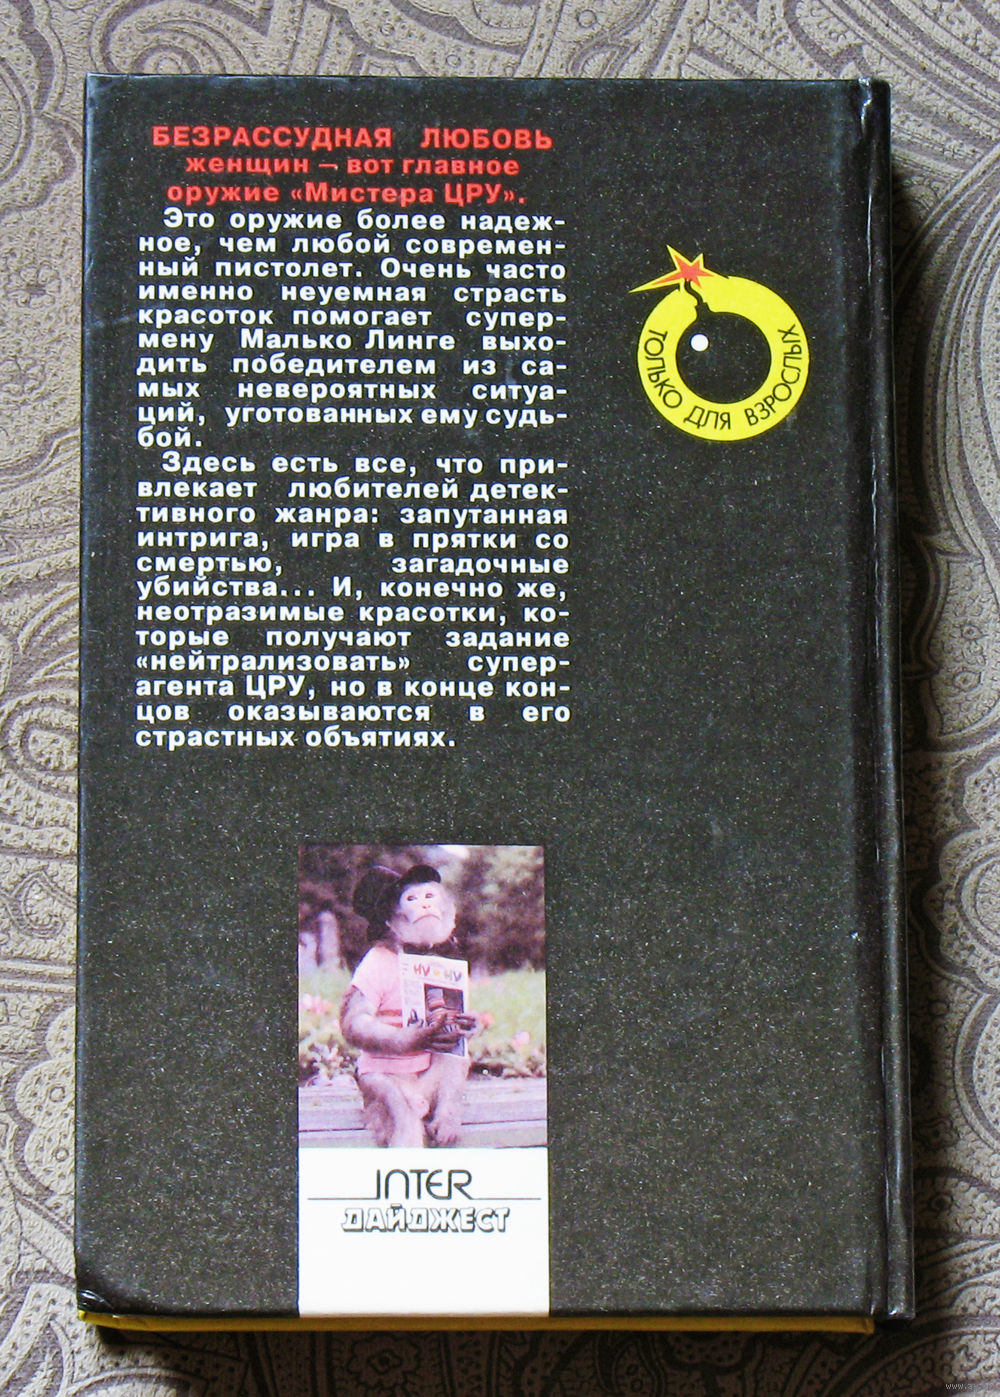 БЕЗРАССУДНАЯ ЛЮБОВЬ
женщин — вот главное
оружие «Мистера ЦРУ».
Это оружие более надеж-
ное, чем любой современ-
ный пистолет. Очень часто
именно неуемная страсть
красоток помогает супер-
мену Малько Линге выхо-
дить победителем из са-
мых невероятных ситуа-
ций, уготованных ему судь-
бой.
Здесь есть все, что при-
влекает любителей детек-
тивного жанра: запутанная
интрига, игра в прятки со
смертью, загадочные
убийства... И, конечно же,
неотразимые красотки, ко-
торые получают задание
«нейтрализовать» супер-
агента ЦРУ, но в конце кон-
цов оказываются в его
страстных объятиях.
ТОЛЬКО ДЛЯ ВЗРОСЛЫХ
INTER
ДАЙДЖЕСТ